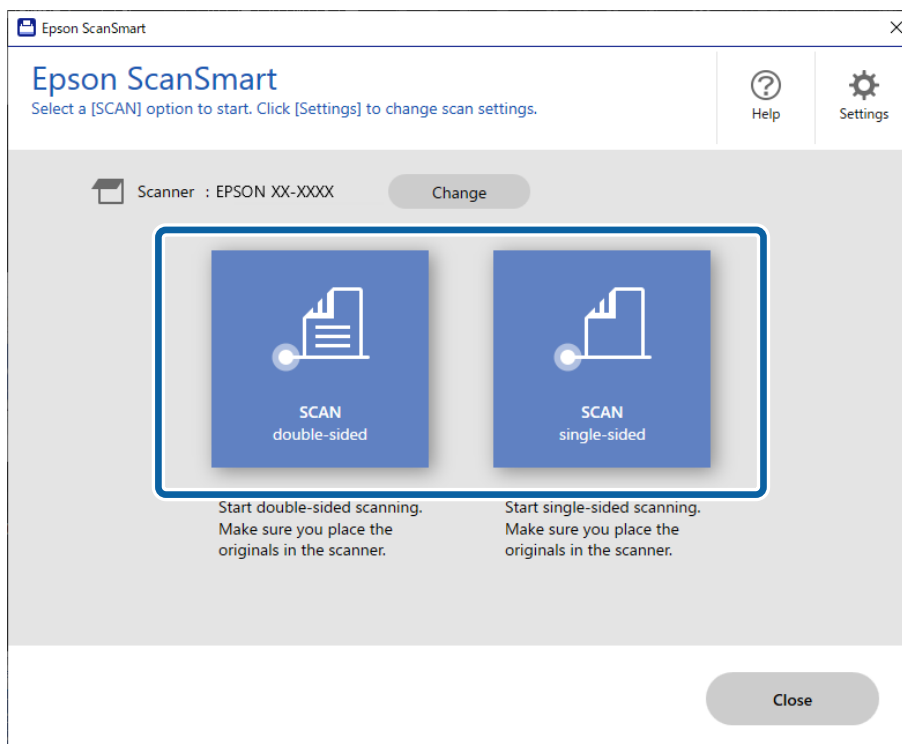 Epson ScanSmart
Epson ScanSmart
Select a [SCAN] option to start. Click [Settings] to change scan settings.
Help
Settings
Scanner : EPSON XX-XXXX
Change
SCAN
double-sided
SCAN
single-sided
Start double-sided scanning.
Make sure you place the
originals in the scanner.
Start single-sided scanning.
Make sure you place the
originals in the scanner.
Close